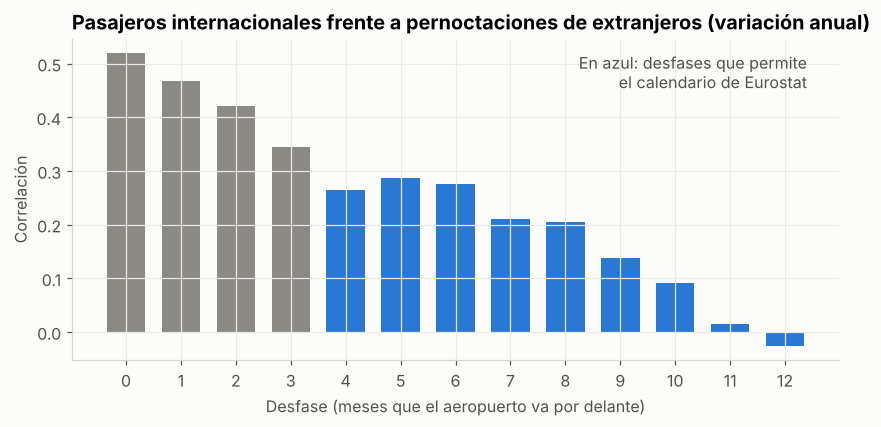 Pasajeros internacionales frente a pernoctaciones de extranjeros (variación anual)
En azul: desfases que permite
el calendario de Eurostat
Correlación
0.5
0.4
0.3
0.2
0.1
0.0
0 1 2 3 4 5 6 7 8 9 10 11 12
Desfase (meses que el aeropuerto va por delante)